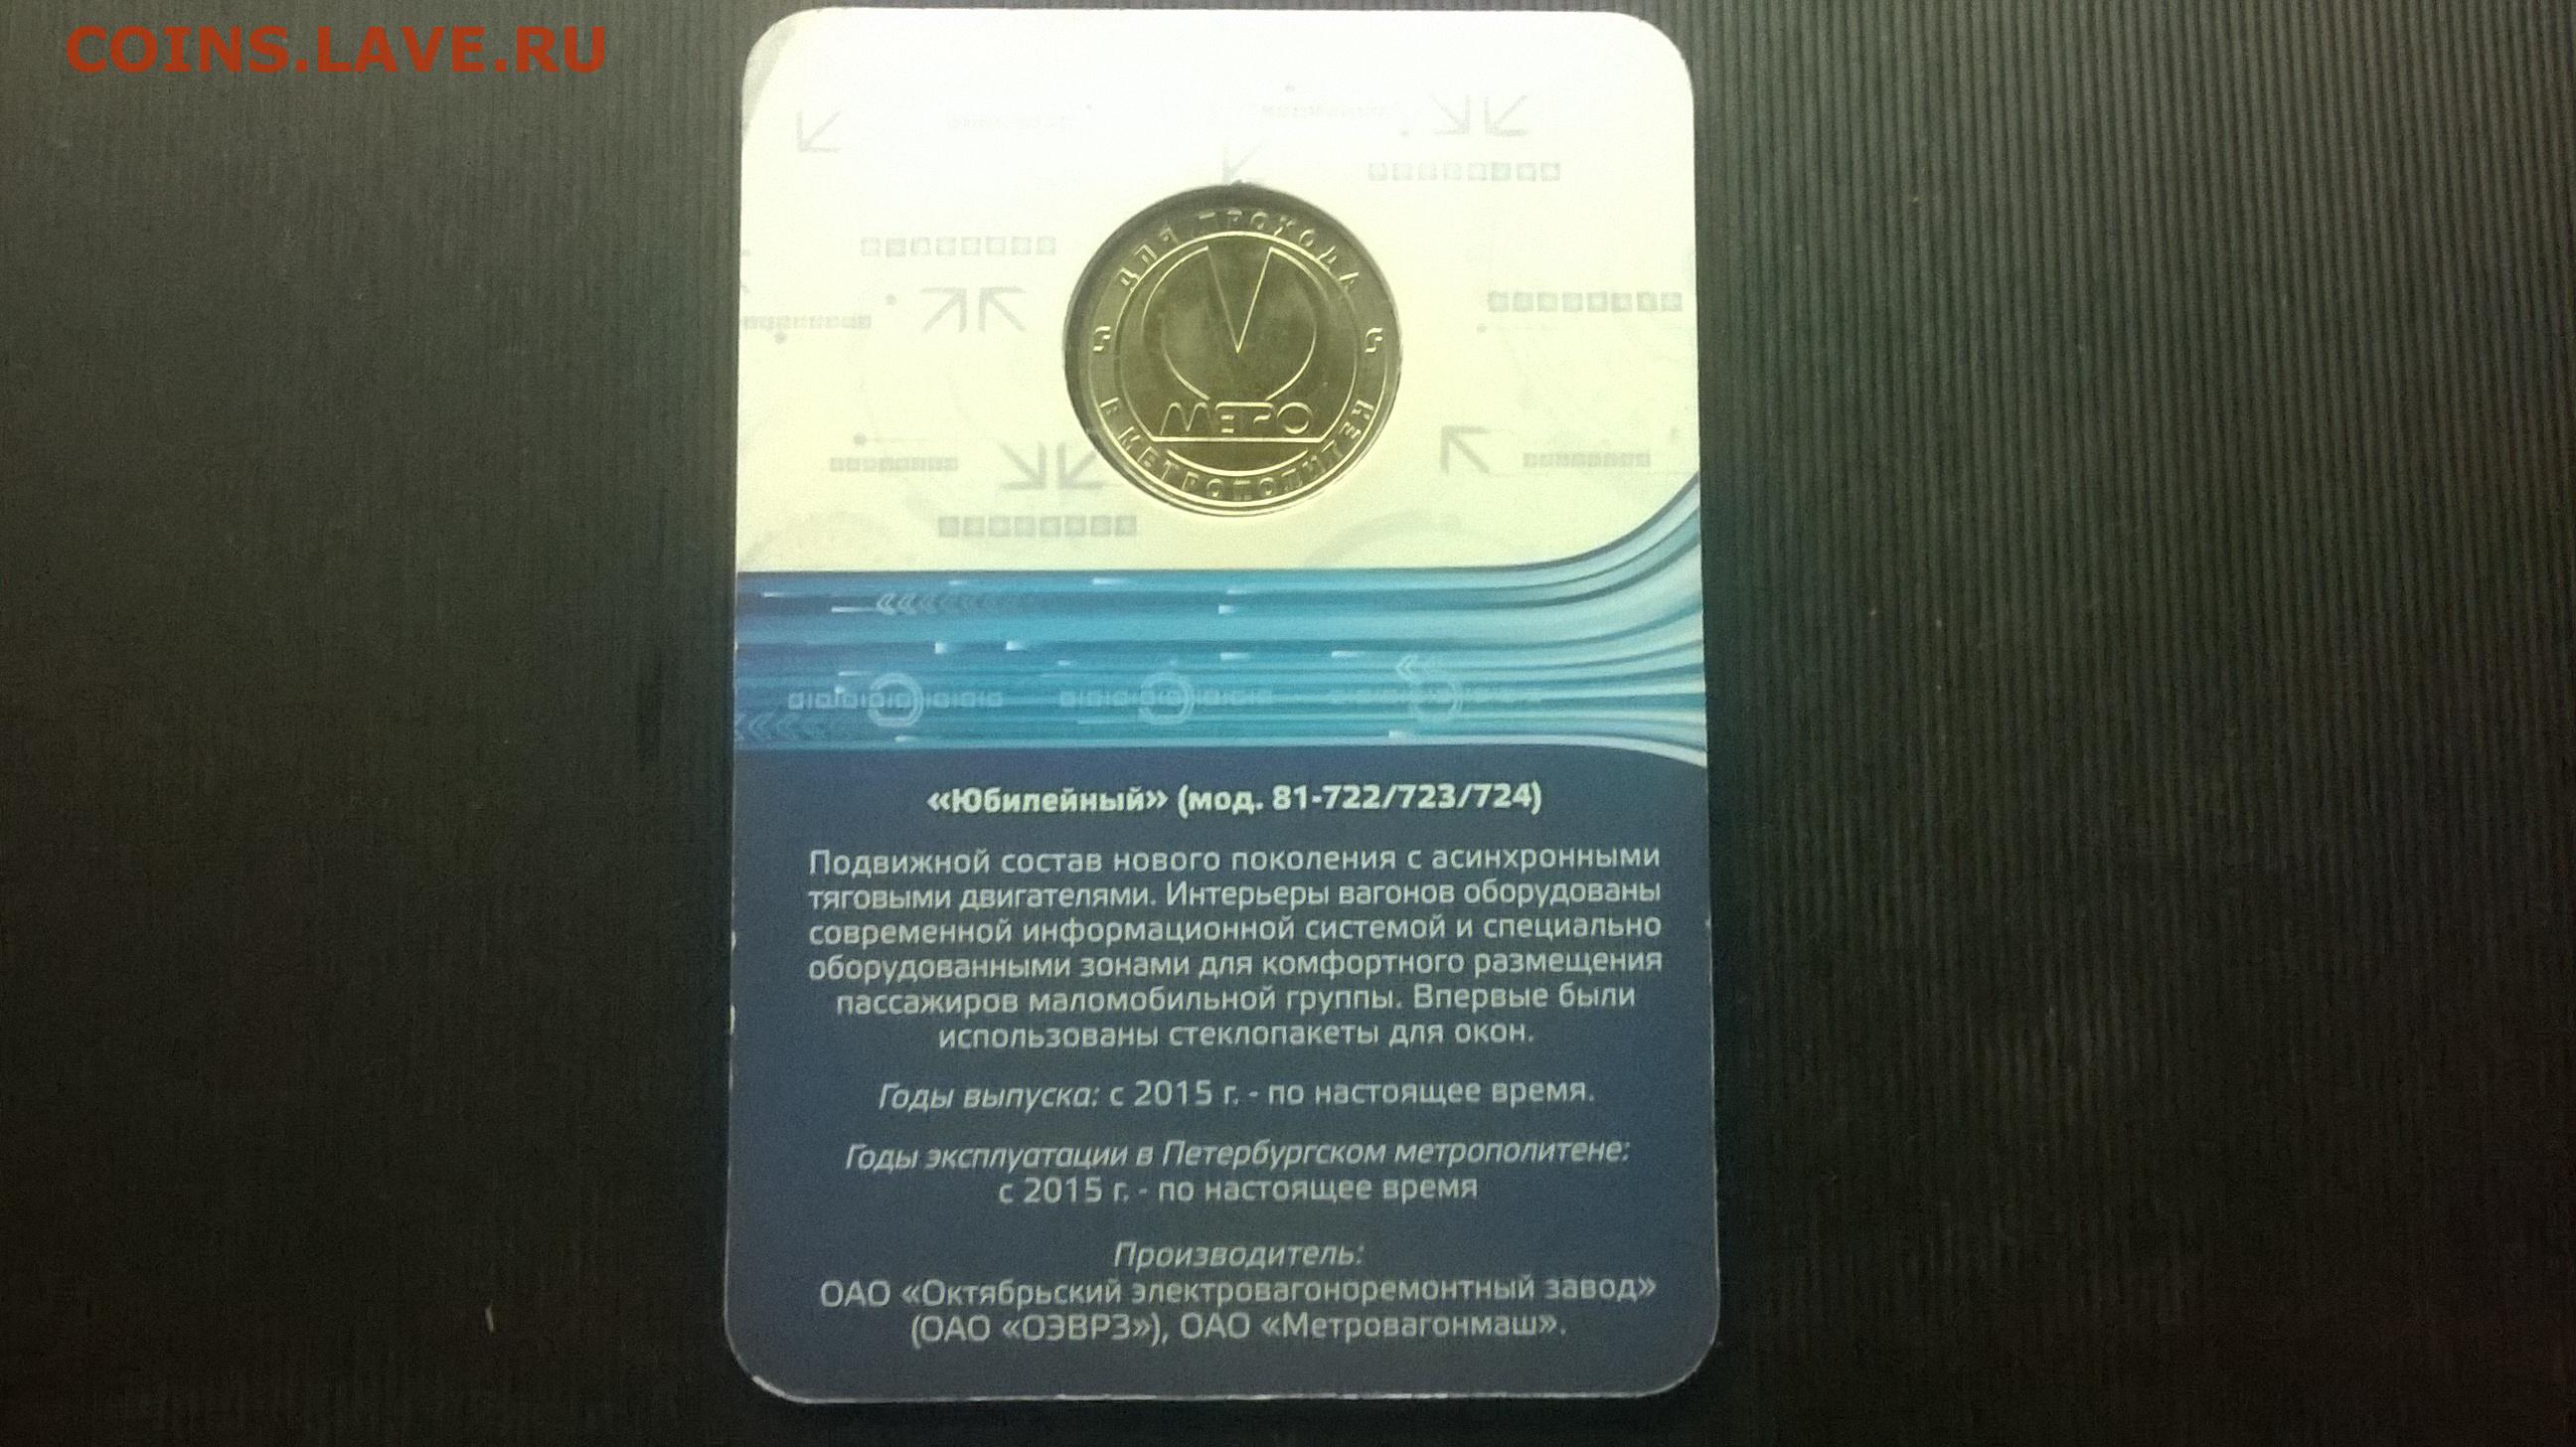 COINS.LAVE.RU
ДЛЯ ПРОХОДА
МЕТРО
В МЕТРОПОЛИТЕН
«Юбилейный» (мод. 81-722/723/724)
Подвижной состав нового поколения с асинхронными
тяговыми двигателями. Интерьеры вагонов оборудованы
современной информационной системой и специально
оборудованными зонами для комфортного размещения
пассажиров маломобильной группы. Впервые были
использованы стеклопакеты для окон.
Годы выпуска: с 2015 г. - по настоящее время.
Годы эксплуатации в Петербургском метрополитене:
с 2015 г. - по настоящее время
Производитель:
ОАО «Октябрьский электровагоноремонтный завод»
(ОАО «ОЭВРЗ»), ОАО «Метровагонмаш».